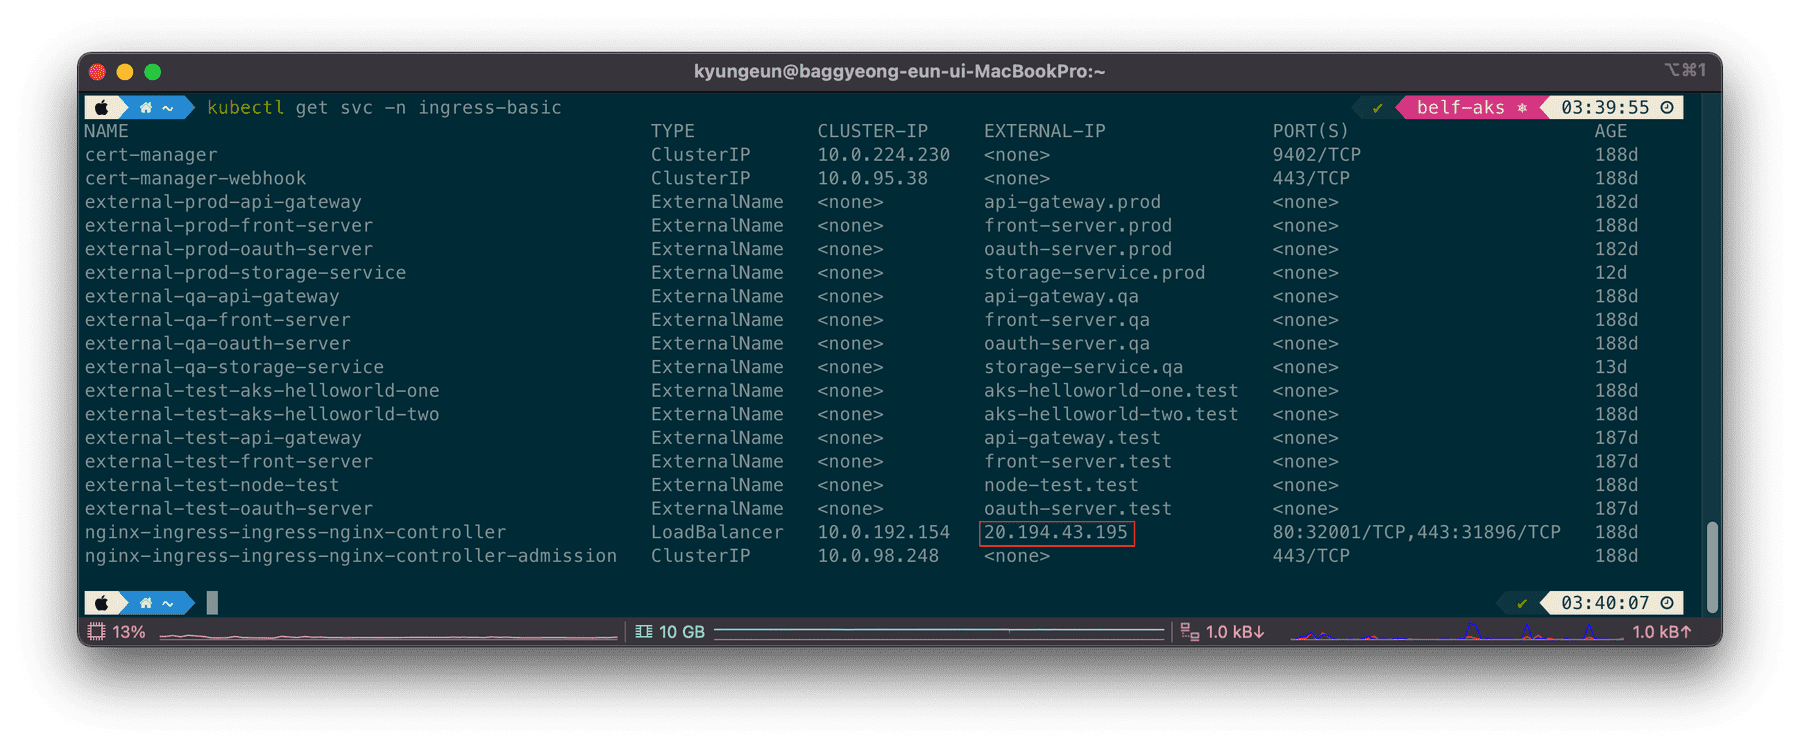 kyungeun@baggyeong-eun-ui-MacBookPro:~ ⌥⌘1
~ kubectl get svc -n ingress-basic ✔ belf-aks ⎈ 03:39:55
NAME TYPE CLUSTER-IP EXTERNAL-IP PORT(S) AGE
cert-manager ClusterIP 10.0.224.230 <none> 9402/TCP 188d
cert-manager-webhook ClusterIP 10.0.95.38 <none> 443/TCP 188d
external-prod-api-gateway ExternalName <none> api-gateway.prod <none> 182d
external-prod-front-server ExternalName <none> front-server.prod <none> 188d
external-prod-oauth-server ExternalName <none> oauth-server.prod <none> 182d
external-prod-storage-service ExternalName <none> storage-service.prod <none> 12d
external-qa-api-gateway ExternalName <none> api-gateway.qa <none> 188d
external-qa-front-server ExternalName <none> front-server.qa <none> 188d
external-qa-oauth-server ExternalName <none> oauth-server.qa <none> 188d
external-qa-storage-service ExternalName <none> storage-service.qa <none> 13d
external-test-aks-helloworld-one ExternalName <none> aks-helloworld-one.test <none> 188d
external-test-aks-helloworld-two ExternalName <none> aks-helloworld-two.test <none> 188d
external-test-api-gateway ExternalName <none> api-gateway.test <none> 187d
external-test-front-server ExternalName <none> front-server.test <none> 187d
external-test-node-test ExternalName <none> node-test.test <none> 188d
external-test-oauth-server ExternalName <none> oauth-server.test <none> 187d
nginx-ingress-ingress-nginx-controller LoadBalancer 10.0.192.154 20.194.43.195 80:32001/TCP,443:31896/TCP 188d
nginx-ingress-ingress-nginx-controller-admission ClusterIP 10.0.98.248 <none> 443/TCP 188d
~ ✔ 03:40:07
13% 10 GB 1.0 kB↓ 1.0 kB↑